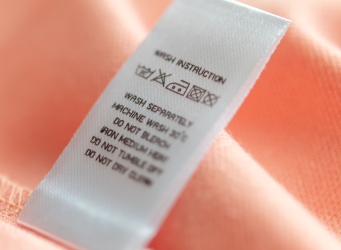 WASH INSTRUCTION
WASH SEPARATELY
MACHINE WASH 30°C
DO NOT BLEACH
IRON MEDIUM HEAT
DO NOT TUMBLE DRY
DO NOT DRY CLEAN